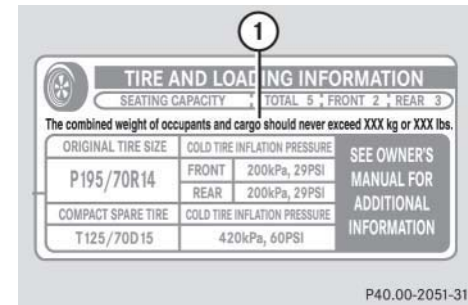 1
TIRE AND LOADING INFORMATION
SEATING CAPACITY TOTAL 5 FRONT 2 REAR 3
The combined weight of occupants and cargo should never exceed XXX kg or XXX lbs.
ORIGINAL TIRE SIZE COLD TIRE INFLATION PRESSURE
P195/70R14 FRONT 200kPa, 29PSI
REAR 200kPa, 29PSI
COMPACT SPARE TIRE COLD TIRE INFLATION PRESSURE
T125/70D15 420kPa, 60PSI
SEE OWNER'S
MANUAL FOR
ADDITIONAL
INFORMATION
P40.00-2051-31